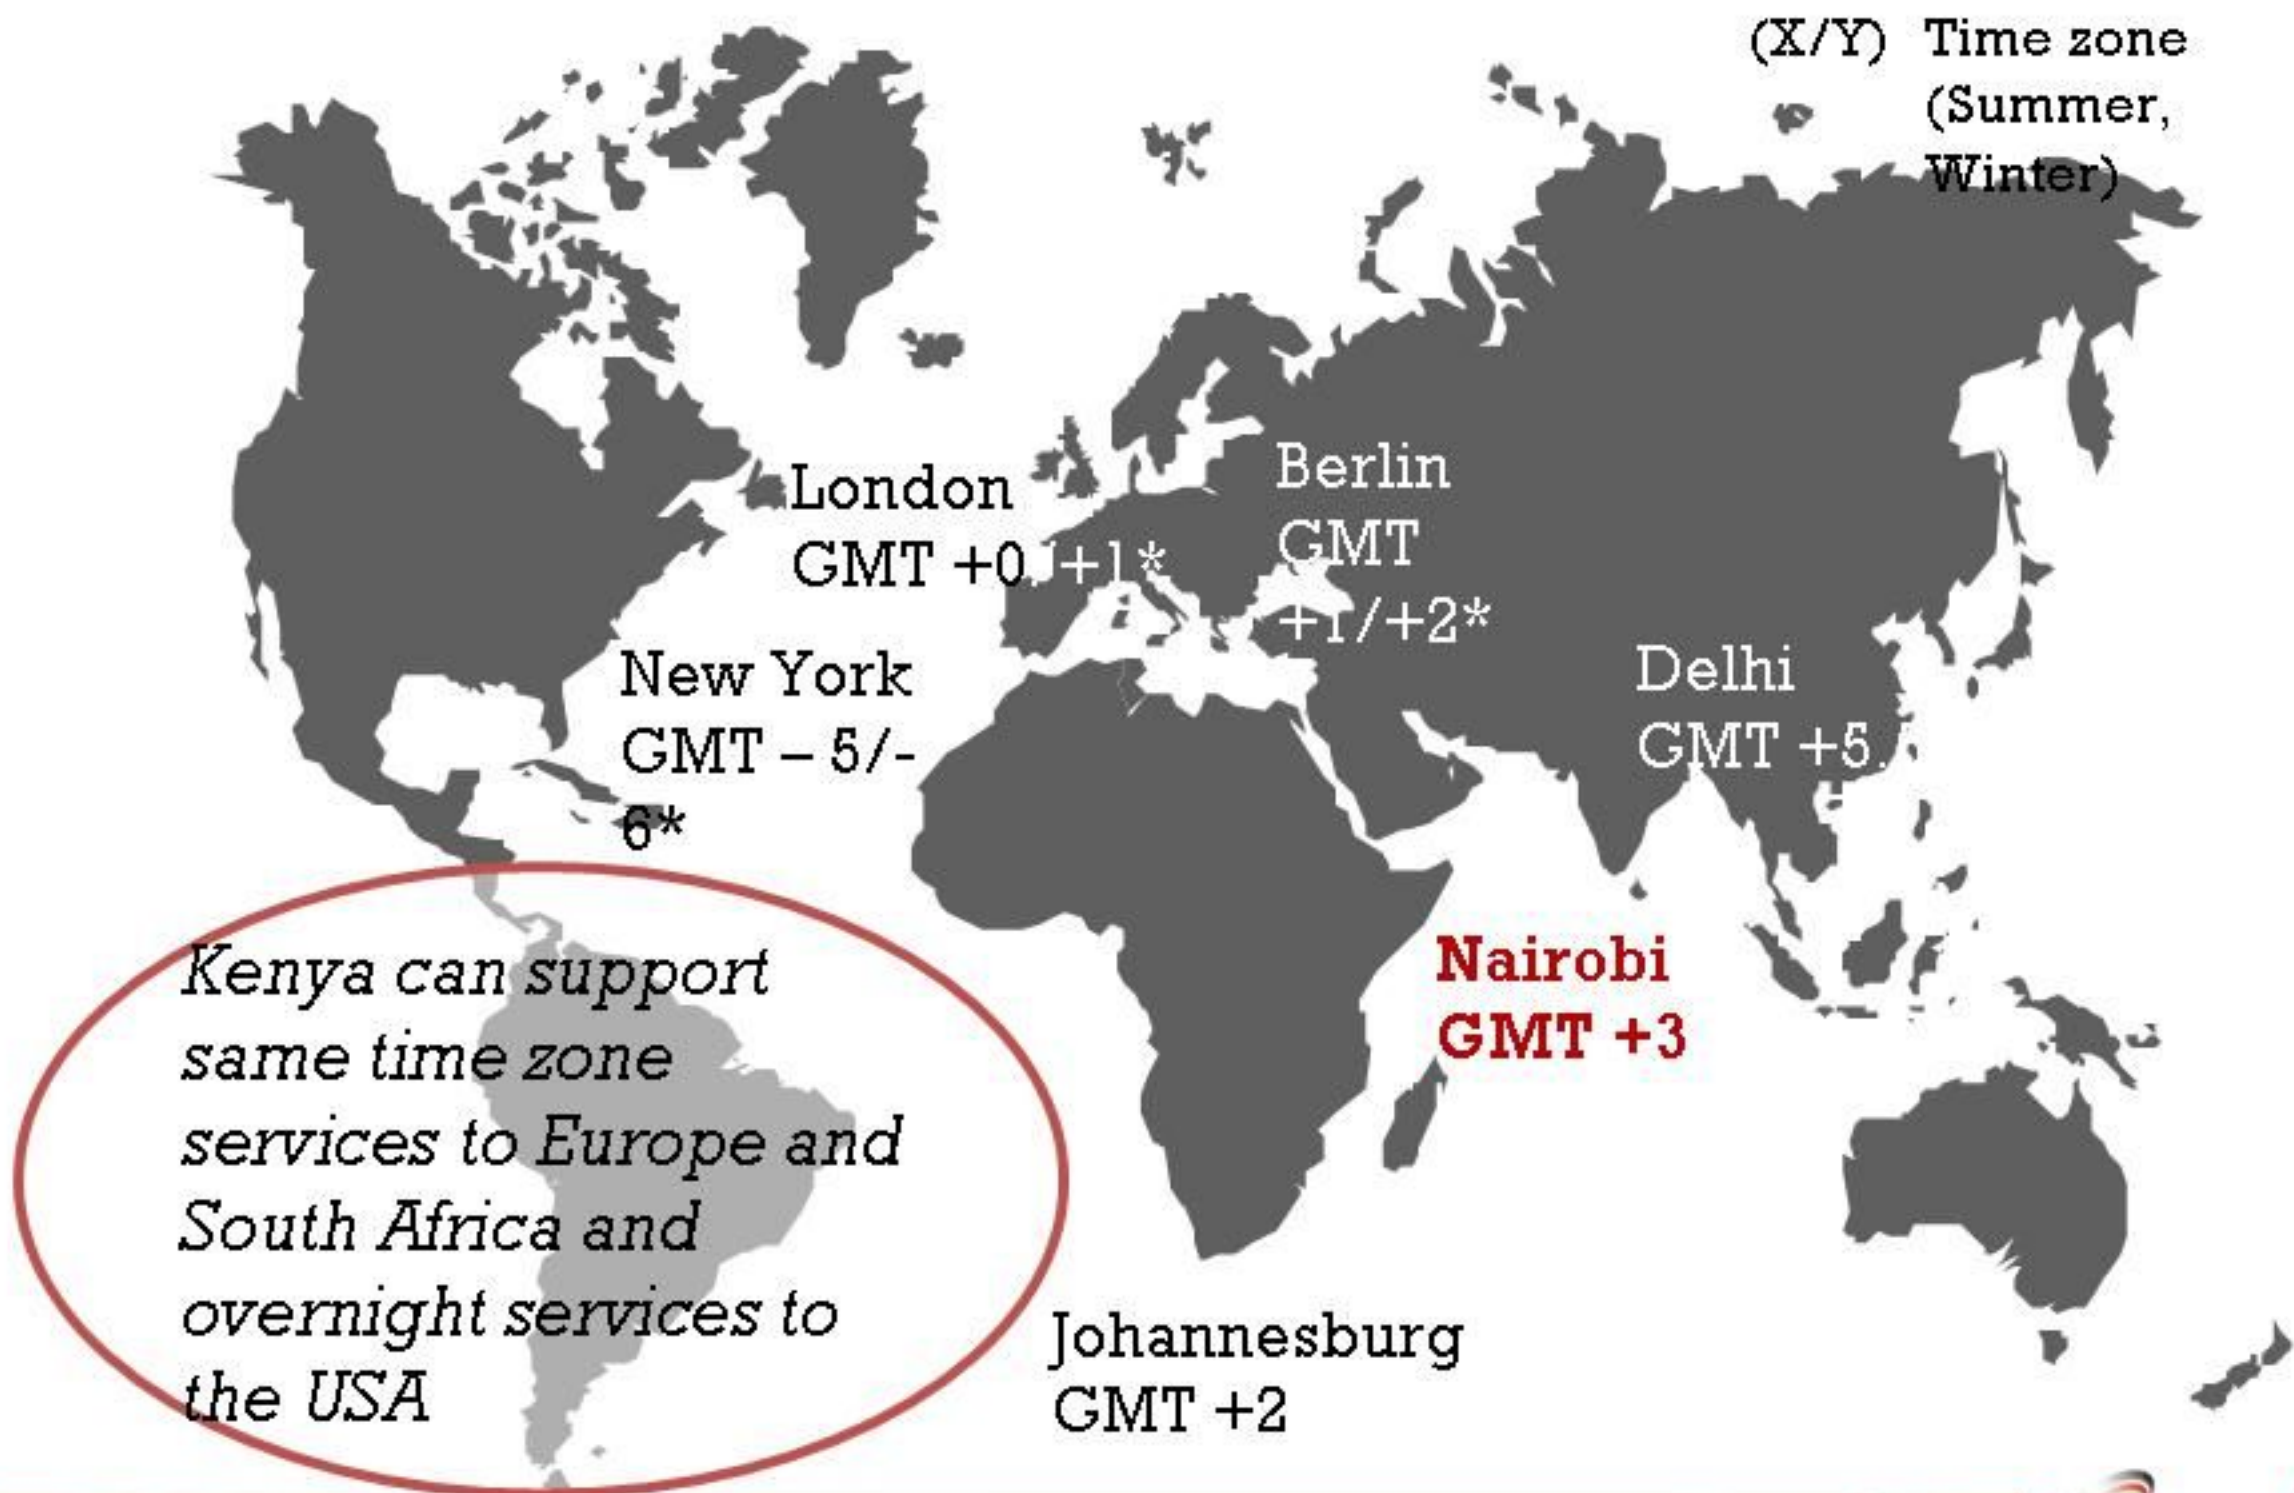 (X/Y) Time zone
(Summer,
Winter)
London
GMT +0/+1*
Berlin
GMT
+1/+2*
New York
GMT – 5/-
6*
Delhi
GMT +5.
Nairobi
GMT +3
Kenya can support
same time zone
services to Europe and
South Africa and
overnight services to
the USA
Johannesburg
GMT +2